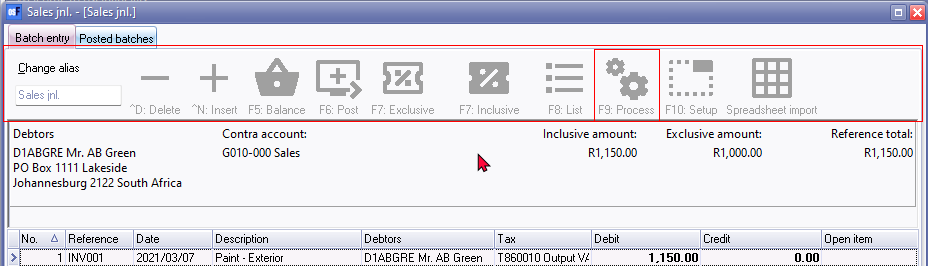 Sales jnl. - [Sales jnl.]
Batch entry Posted batches
Change alias
Sales jnl.
^D: Delete ^N: Insert F5: Balance F6: Post F7: Exclusive F7: Inclusive F8: List F9: Process F10: Setup Spreadsheet import
Debtors Contra account: Inclusive amount: Exclusive amount: Reference total:
D1ABGRE Mr. AB Green G010-000 Sales R1,150.00 R1,000.00 R1,150.00
PO Box 1111 Lakeside
Johannesburg 2122 South Africa
No. Reference Date Description Debtors Tax Debit Credit Open item
1 INV001 2021/03/07 Paint - Exterior D1ABGRE Mr. AB Green T860010 Output VA 1,150.00 0.00